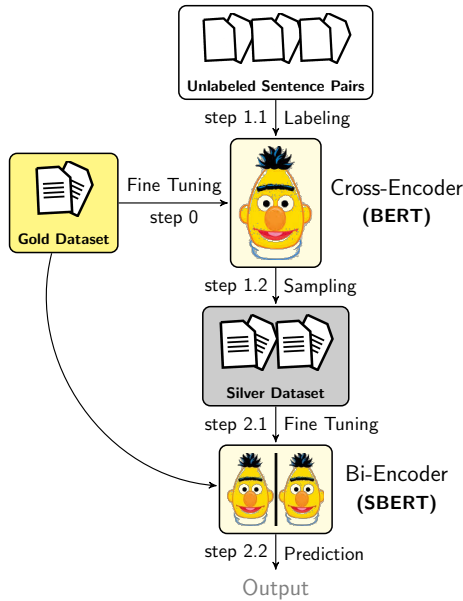 Unlabeled Sentence Pairs
step 1.1 Labeling
Fine Tuning
step 0
Gold Dataset
Cross-Encoder
(BERT)
step 1.2 Sampling
Silver Dataset
step 2.1 Fine Tuning
Bi-Encoder
(SBERT)
step 2.2 Prediction
Output